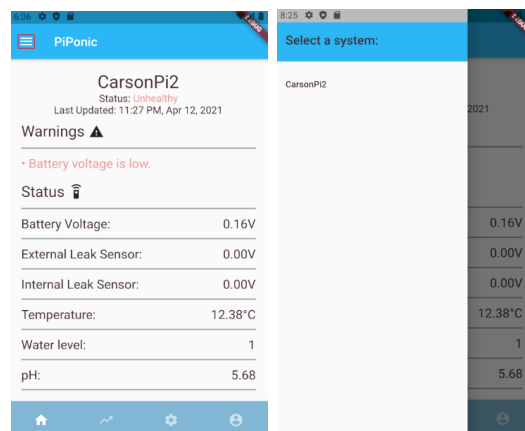 6:06
DEBUG
PiPonic
CarsonPi2
Status: Unhealthy
Last Updated: 11:27 PM, Apr 12, 2021
Warnings
• Battery voltage is low.
Status
Battery Voltage: 0.16V
External Leak Sensor: 0.00V
Internal Leak Sensor: 0.00V
Temperature: 12.38°C
Water level: 1
pH: 5.68
8:25
Select a system:
CarsonPi2
2021
0.16V
0.00V
0.00V
12.38°C
1
5.68